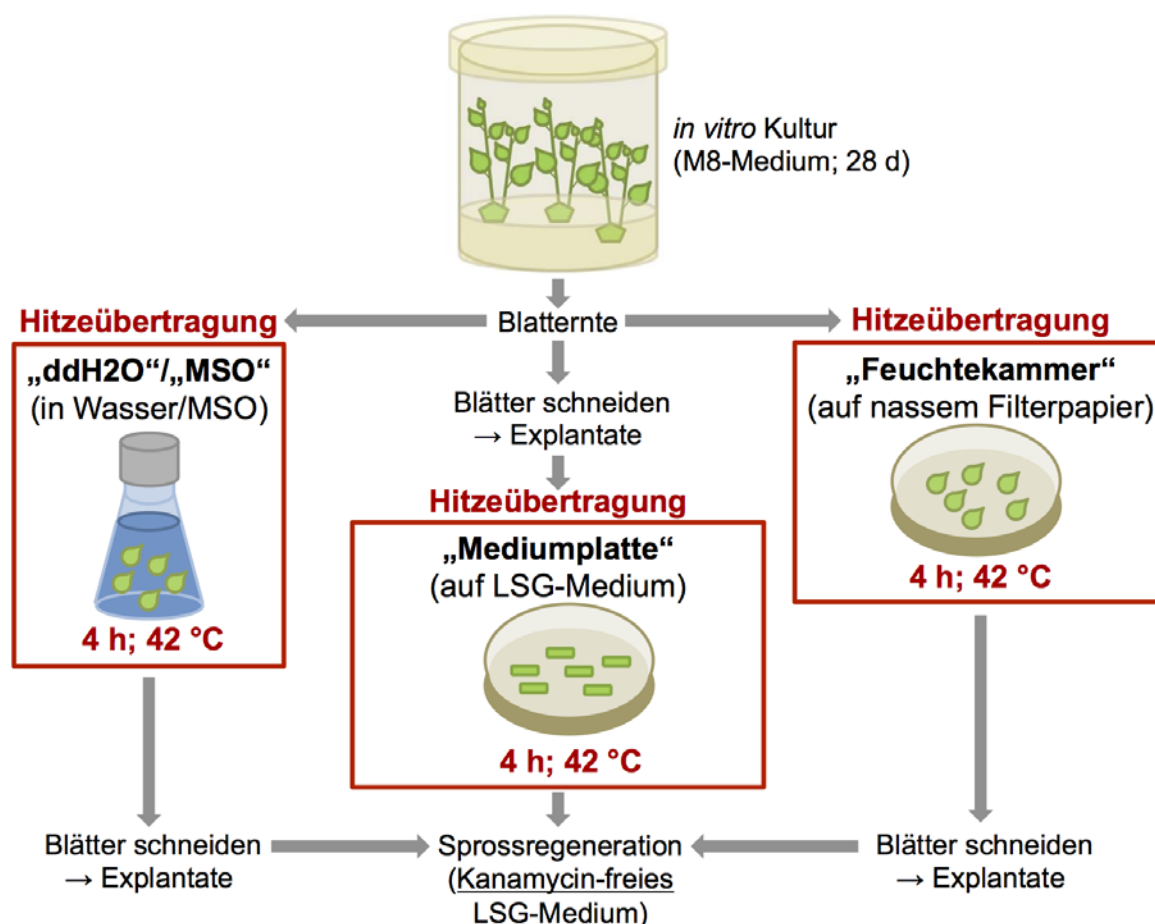 in vitro Kultur
(M8-Medium; 28 d)
Blatternte
Hitzeübertragung
„ddH2O“/„MSO“
(in Wasser/MSO)
4 h; 42 °C
Blätter schneiden
→ Explantate
Blätter schneiden
→ Explantate
Hitzeübertragung
„Mediumplatte“
(auf LSG-Medium)
4 h; 42 °C
Hitzeübertragung
„Feuchtekammer“
(auf nassem Filterpapier)
4 h; 42 °C
Blätter schneiden
→ Explantate
Sprossregeneration
(Kanamycin-freies
LSG-Medium)